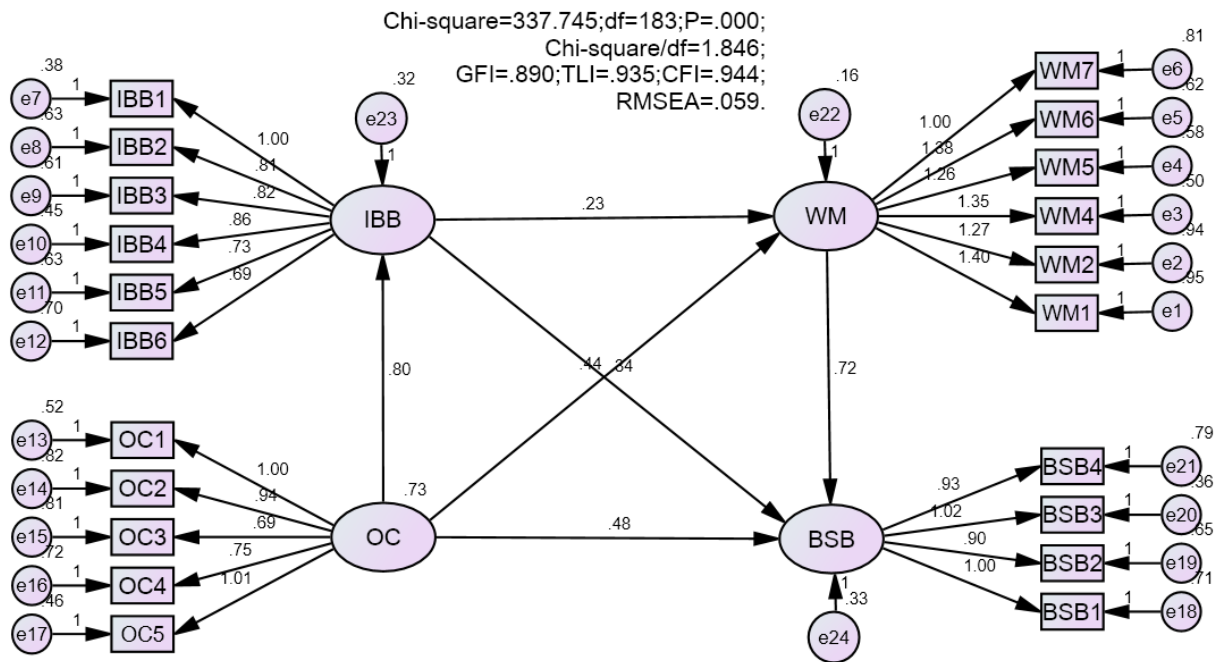 Chi-square=337.745;df=183;P=.000;
Chi-square/df=1.846;
GFI=.890;TLI=.935;CFI=.944;
RMSEA=.059.
.38
e7 1 IBB1
.63
e8 1 IBB2
.61
e9 1 IBB3
.45
e10 1 IBB4
.63
e11 1 IBB5
.70
e12 1 IBB6
1.00
.81
.82
.86
.73
.69
.32
e23
1
IBB
.23
.16
e22
1
WM
1.00
1.38
1.26
1.35
1.27
1.40
.81
WM7 1 e6
.62
WM6 1 e5
.58
WM5 1 e4
.50
WM4 1 e3
.94
WM2 1 e2
.95
WM1 1 e1
.80
.44
.34
.72
.52
e13 1 OC1
.82
e14 1 OC2
.81
e15 1 OC3
.72
e16 1 OC4
.46
e17 1 OC5
1.00
.94
.69
.75
1.01
.73
OC
.48
BSB
1
.33
e24
.93
1.02
.90
1.00
.79
BSB4 1 e21
.36
BSB3 1 e20
.65
BSB2 1 e19
.71
BSB1 1 e18